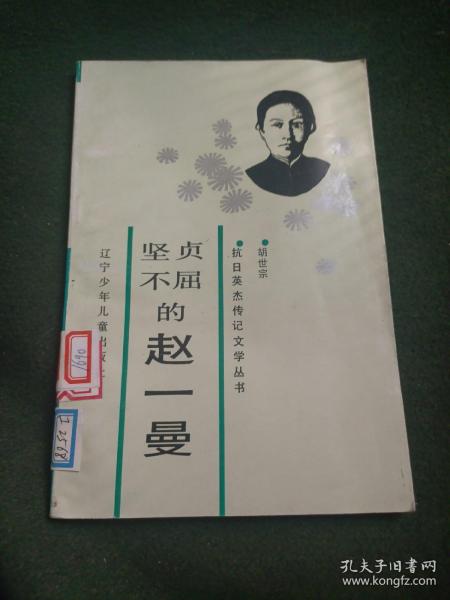 胡世宗
抗日英杰传记文学丛书
坚贞
不屈
的
赵一曼
辽宁少年儿童出版社
1690
I2568
孔夫子旧书网
www.kongfz.com